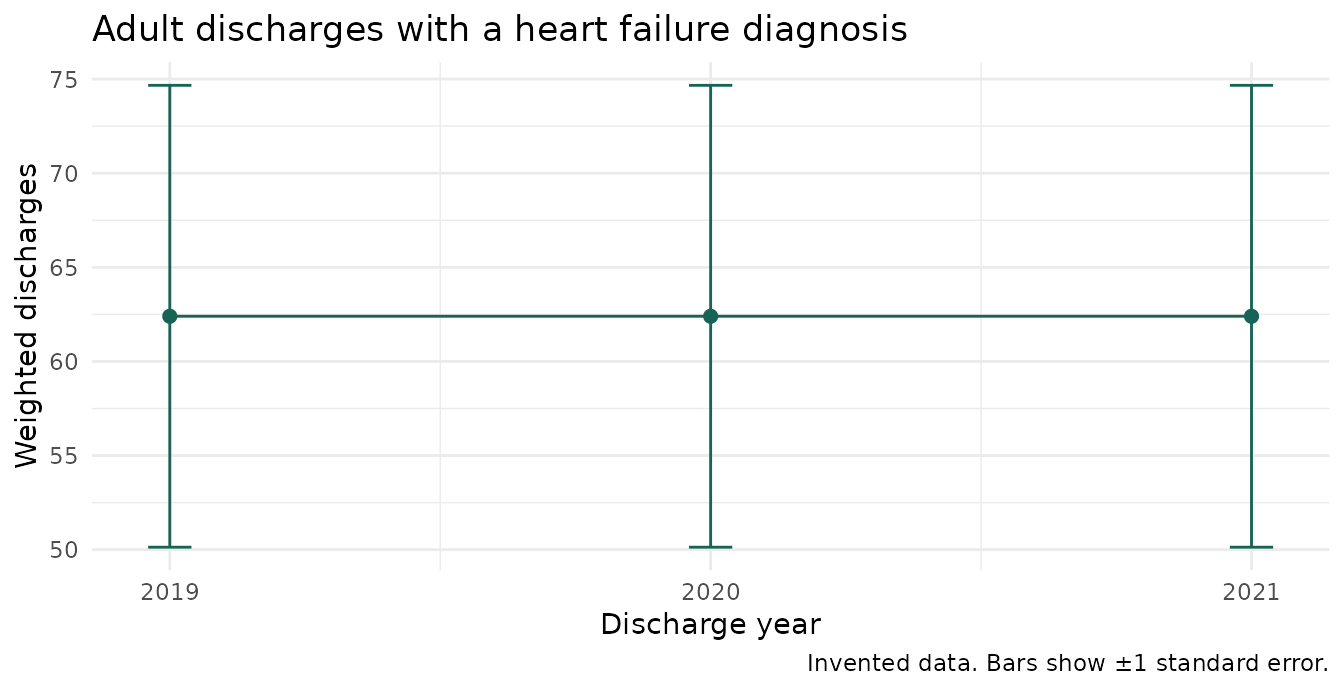 Adult discharges with a heart failure diagnosis
Weighted discharges
75
70
65
60
55
50
2019 2020 2021
Discharge year
Invented data. Bars show ±1 standard error.